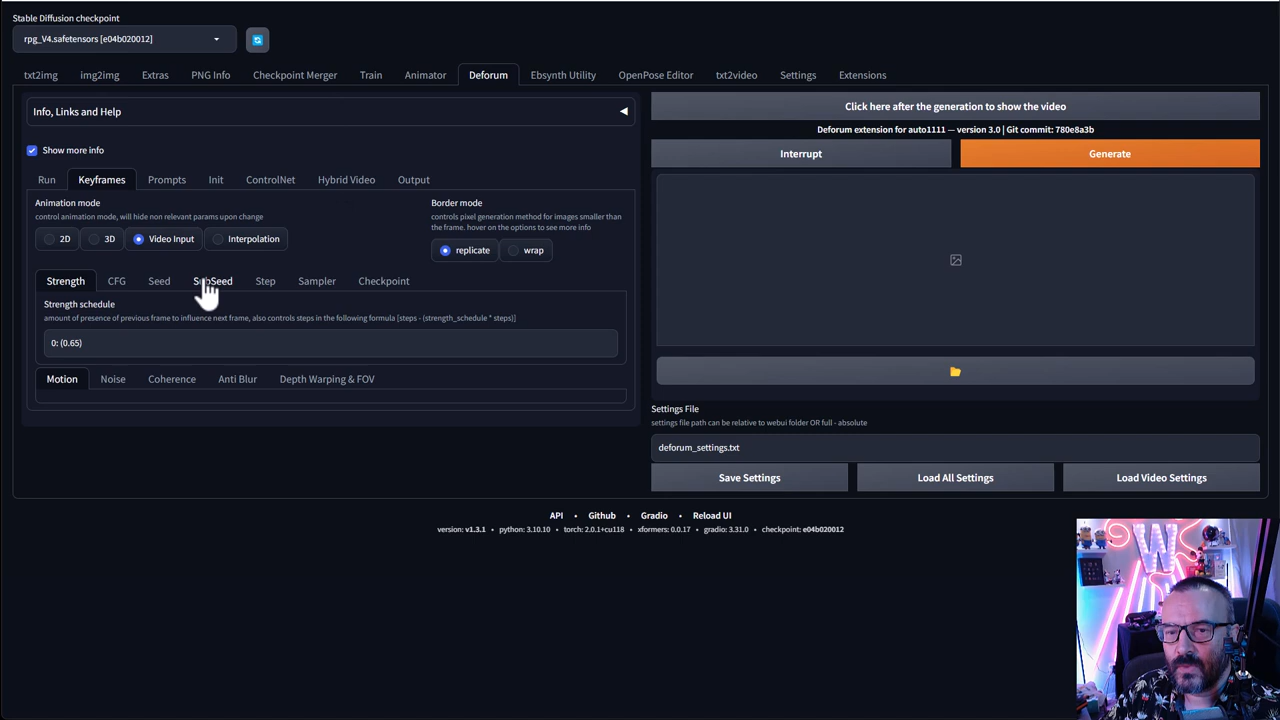 Stable Diffusion checkpoint
rpg_V4.safetensors [e04b020012]
txt2img img2img Extras PNG Info Checkpoint Merger Train Animator Deforum Ebsynth Utility OpenPose Editor txt2video Settings Extensions
Info, Links and Help
Show more info
Run Keyframes Prompts Init ControlNet Hybrid Video Output
Animation mode
control animation mode, will hide non relevant params upon change
2D 3D Video Input Interpolation
Border mode
controls pixel generation method for images smaller than
the frame. hover on the options to see more info
replicate wrap
Strength CFG Seed SubSeed Step Sampler Checkpoint
Strength schedule
amount of presence of previous frame to influence next frame, also controls steps in the following formula [steps - (strength_schedule * steps)]
0: (0.65)
Motion Noise Coherence Anti Blur Depth Warping & FOV
Click here after the generation to show the video
Deforum extension for auto1111 — version 3.0 | Git commit: 780e8a3b
Interrupt Generate
Settings File
settings file path can be relative to webui folder OR full - absolute
deforum_settings.txt
Save Settings Load All Settings Load Video Settings
API • Github • Gradio • Reload UI
version: v1.3.1 • python: 3.10.10 • torch: 2.0.1+cu118 • xformers: 0.0.17 • gradio: 3.31.0 • checkpoint: e04b020012
W